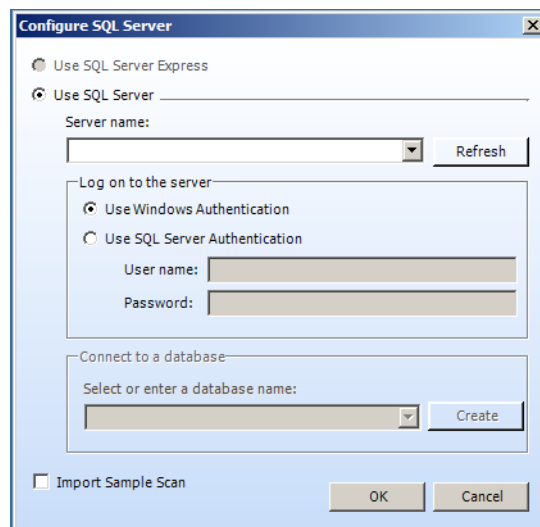 Configure SQL Server
Use SQL Server Express
Use SQL Server
Server name:
Refresh
Log on to the server
Use Windows Authentication
Use SQL Server Authentication
User name:
Password:
Connect to a database
Select or enter a database name:
Create
Import Sample Scan
OK Cancel